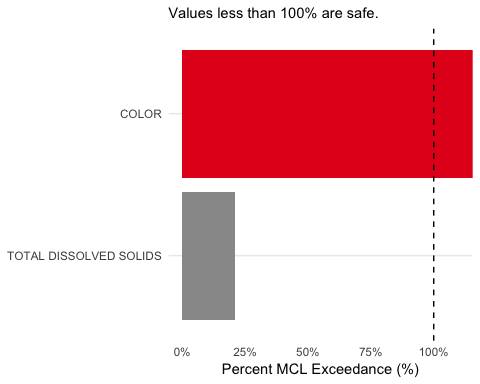 Values less than 100% are safe.
COLOR
TOTAL DISSOLVED SOLIDS
0% 25% 50% 75% 100%
Percent MCL Exceedance (%)